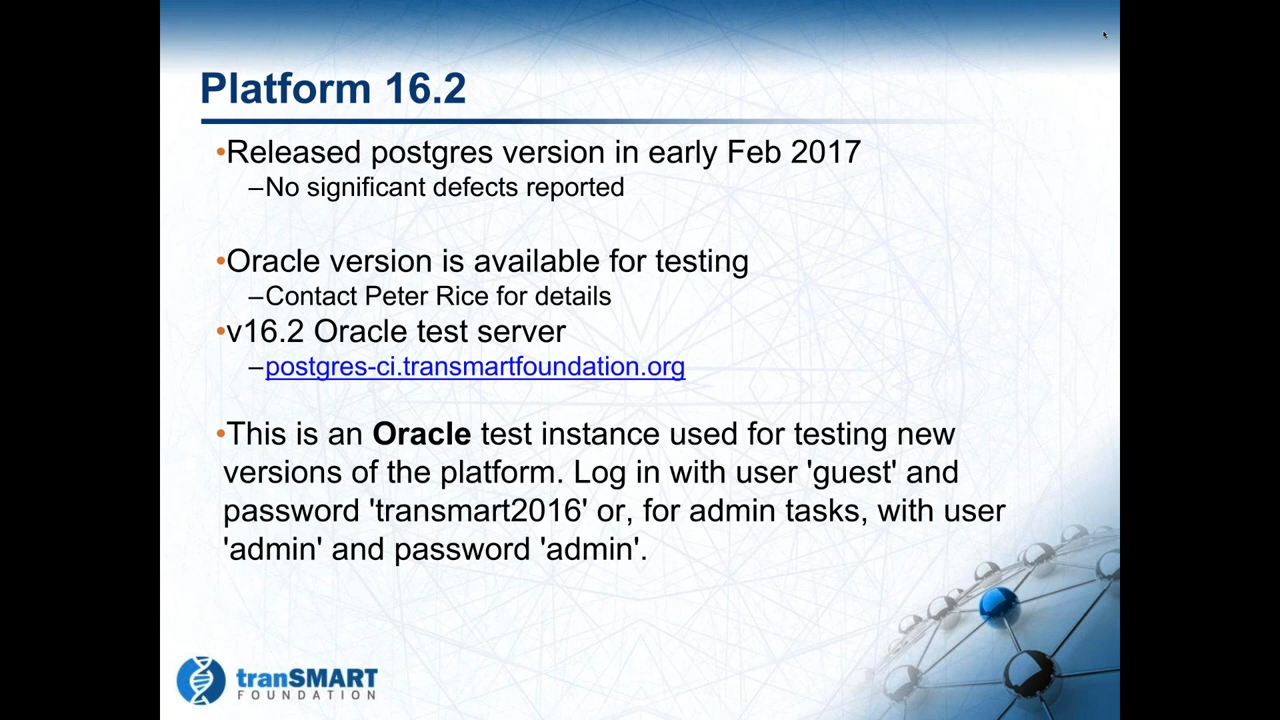 Platform 16.2
•Released postgres version in early Feb 2017
–No significant defects reported
•Oracle version is available for testing
–Contact Peter Rice for details
•v16.2 Oracle test server
–postgres-ci.transmartfoundation.org
•This is an Oracle test instance used for testing new
versions of the platform. Log in with user 'guest' and
password 'transmart2016' or, for admin tasks, with user
'admin' and password 'admin'.
tranSMART
FOUNDATION